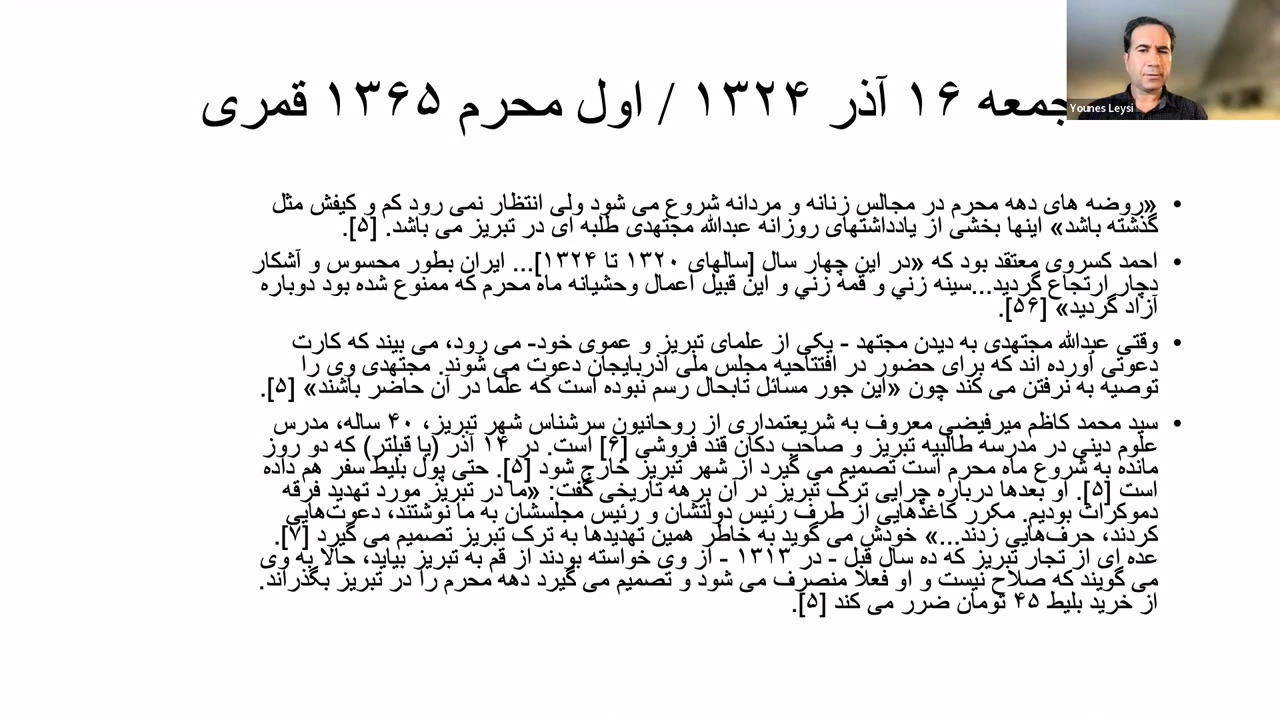 جمعه ۱۶ آذر ۱۳۲۴ / اول محرم ۱۳۶۵ قمری
Younes Leysi
• «روضه های دهه محرم در مجالس زنانه و مردانه شروع می شود ولی انتظار نمی رود کم و کیفش مثل
گذشته باشد» اینها بخشی از یادداشتهای روزانه عبدالله مجتهدی طلبه ای در تبریز می باشد. [۵].
• احمد کسروی معتقد بود که «در این چهار سال [سالهای ۱۳۲۰ تا ۱۳۲۴]... ایران بطور محسوس و آشکار
دچار ارتجاع گردید...سینه زني و قمه زني و این قبیل اعمال وحشیانه ماه محرم که ممنوع شده بود دوباره
آزاد گردید» [۵۶].
• وقتی عبدالله مجتهدی به دیدن مجتهد - یکی از علمای تبریز و عموی خود- می رود، می بیند که کارت
دعوتی آورده اند که برای حضور در افتتاحیه مجلس ملی آذربایجان دعوت می شوند. مجتهدی وی را
توصیه به نرفتن می کند چون «این جور مسائل تابحال رسم نبوده است که علما در آن حاضر باشند» [۵].
• سید محمد کاظم میرفیضی معروف به شریعتمداری از روحانیون سرشناس شهر تبریز، ۴۰ ساله، مدرس
علوم دینی در مدرسه طالبیه تبریز و صاحب دکان قند فروشی [۶] است. در ۱۴ آذر (یا قبلتر) که دو روز
مانده به شروع ماه محرم است تصمیم می گیرد از شهر تبریز خارج شود [۵]. حتی پول بلیط سفر هم داده
است [۵]. او بعدها درباره چرایی ترک تبریز در آن برهه تاریخی گفت: «ما در تبریز مورد تهدید فرقه
دموکرات بودیم. مکرر کاغذهایی از طرف رئیس دولتشان و رئیس مجلسشان به ما نوشتند، دعوت‌هایی
کردند، حرف‌هایی زدند...» خودش می گوید به خاطر همین تهدیدها به ترک تبریز تصمیم می گیرد [۷].
عده ای از تجار تبریز که ده سال قبل - در ۱۳۱۳ - از وی خواسته بودند از قم به تبریز بیاید، حالا به وی
می گویند که صلاح نیست و او فعلا منصرف می شود و تصمیم می گیرد دهه محرم را در تبریز بگذراند.
از خرید بلیط ۴۵ تومان ضرر می کند [۵].